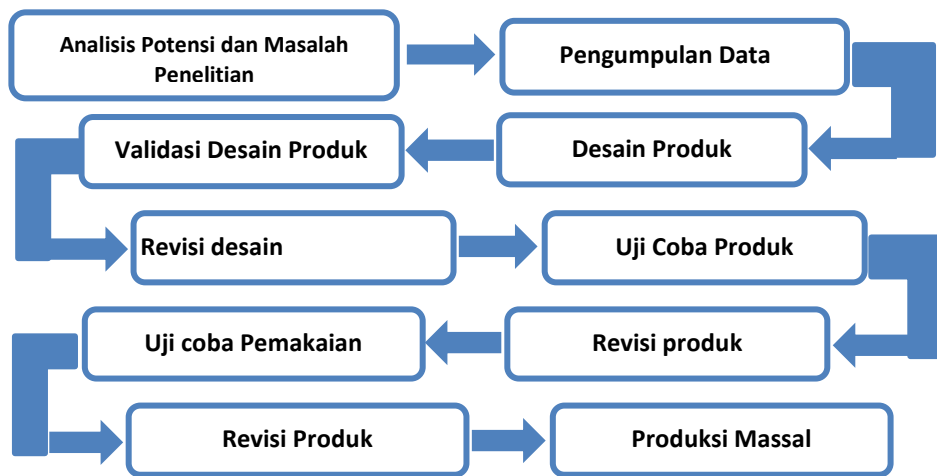 Analisis Potensi dan Masalah
Penelitian
Pengumpulan Data
Desain Produk
Validasi Desain Produk
Revisi desain
Uji Coba Produk
Revisi produk
Uji coba Pemakaian
Revisi Produk
Produksi Massal